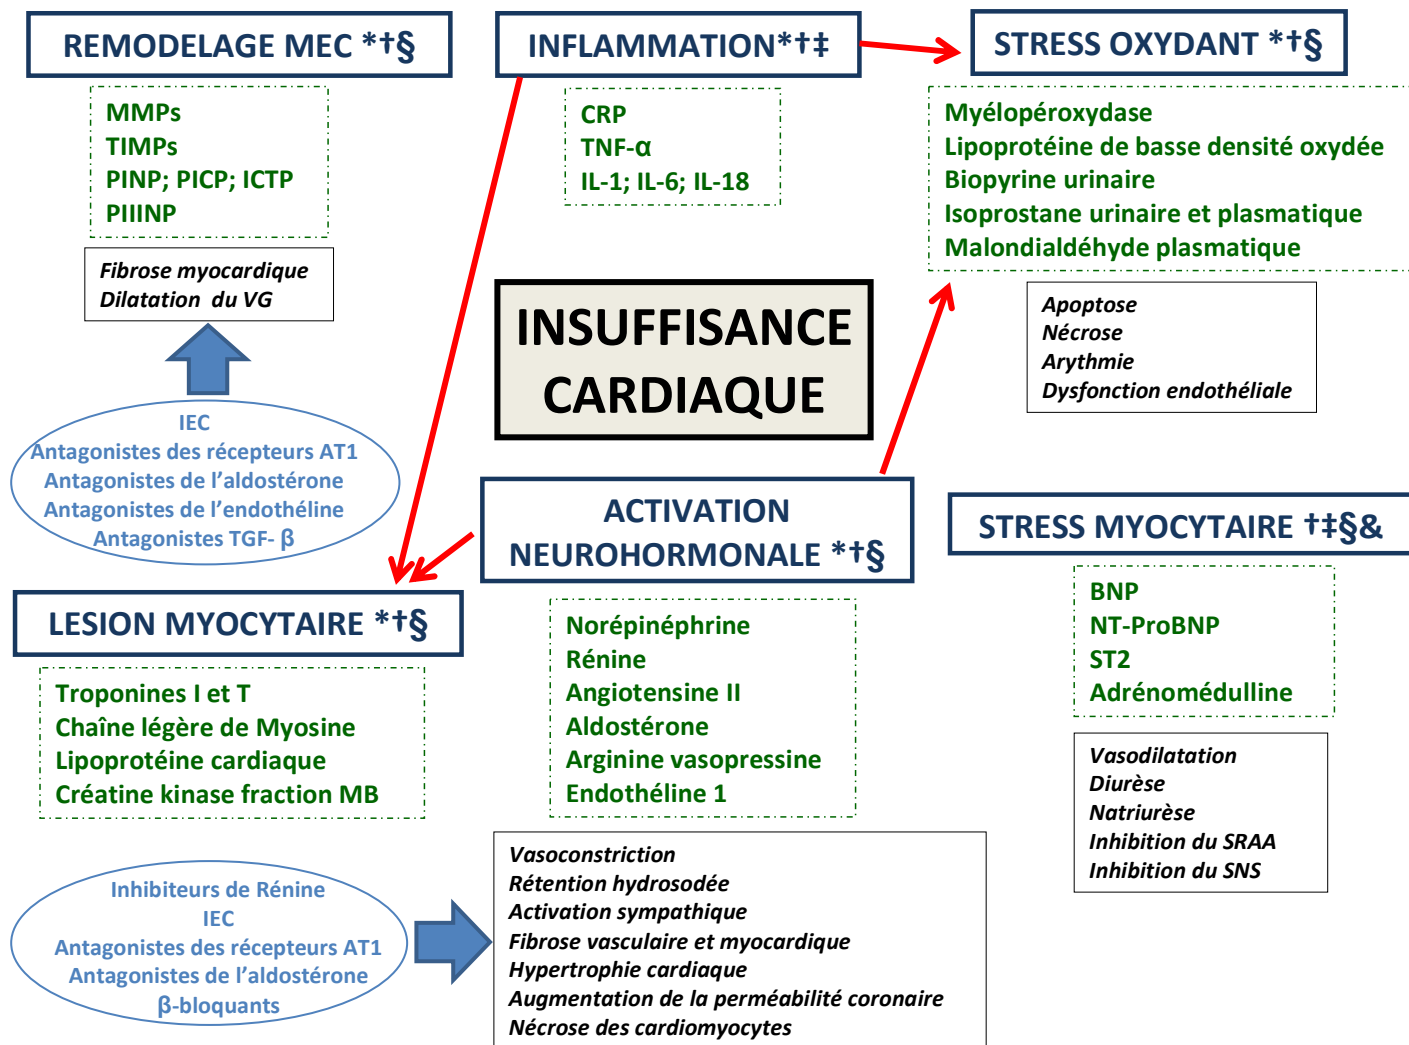 REMODELAGE MEC *†§
MMPs
TIMPs
PINP; PICP; ICTP
PIIINP
Fibrose myocardique
Dilatation du VG
IEC
Antagonistes des récepteurs AT1
Antagonistes de l'aldostérone
Antagonistes de l'endothéline
Antagonistes TGF- β
INFLAMMATION*†‡
CRP
TNF-α
IL-1; IL-6; IL-18
STRESS OXYDANT *†§
Myélopéroxydase
Lipoprotéine de basse densité oxydée
Biopyrine urinaire
Isoprostane urinaire et plasmatique
Malondialdéhyde plasmatique
Apoptose
Nécrose
Arythmie
Dysfonction endothéliale
INSUFFISANCE
CARDIAQUE
LESION MYOCYTAIRE *†§
Troponines I et T
Chaîne légère de Myosine
Lipoprotéine cardiaque
Créatine kinase fraction MB
Inhibiteurs de Rénine
IEC
Antagonistes des récepteurs AT1
Antagonistes de l'aldostérone
β-bloquants
ACTIVATION
NEUROHORMONALE *†§
Norépinéphrine
Rénine
Angiotensine II
Aldostérone
Arginine vasopressine
Endothéline 1
Vasoconstriction
Rétention hydrosodée
Activation sympathique
Fibrose vasculaire et myocardique
Hypertrophie cardiaque
Augmentation de la perméabilité coronaire
Nécrose des cardiomyocytes
STRESS MYOCYTAIRE †‡§&
BNP
NT-ProBNP
ST2
Adrénomédulline
Vasodilatation
Diurèse
Natriurèse
Inhibition du SRAA
Inhibition du SNS